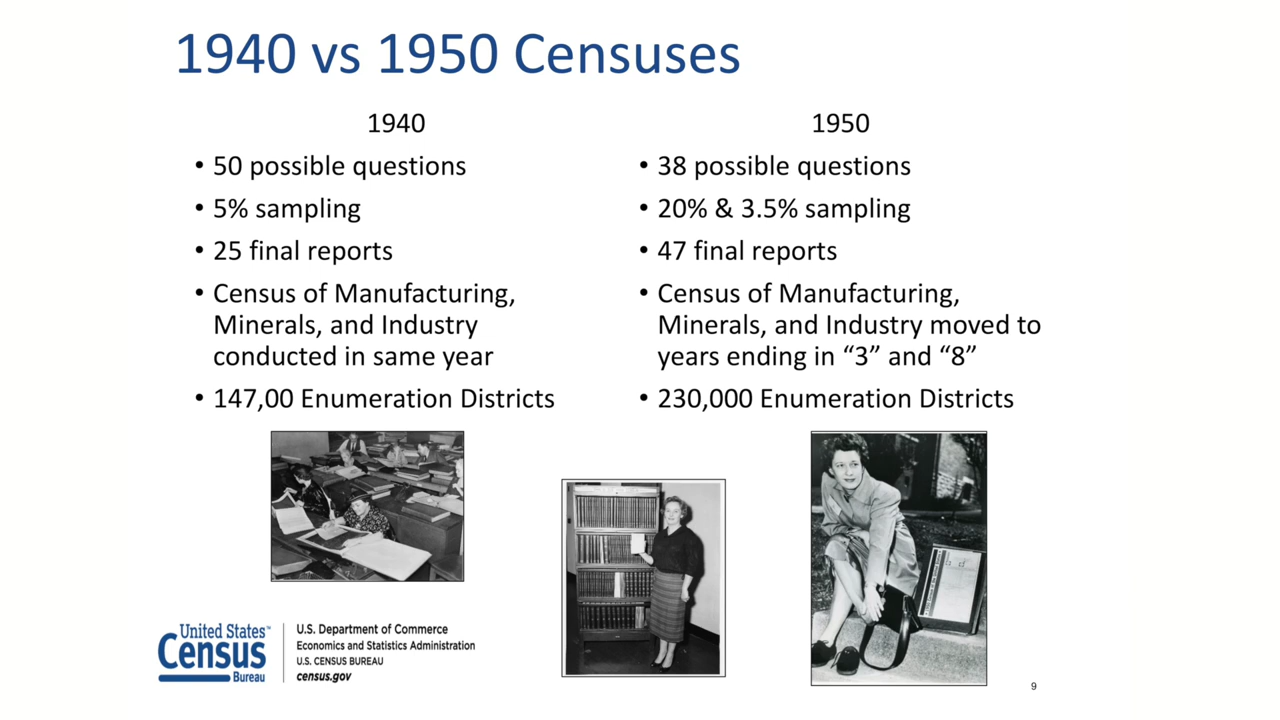 1940 vs 1950 Censuses
1940
• 50 possible questions
• 5% sampling
• 25 final reports
• Census of Manufacturing,
Minerals, and Industry
conducted in same year
• 147,00 Enumeration Districts
1950
• 38 possible questions
• 20% & 3.5% sampling
• 47 final reports
• Census of Manufacturing,
Minerals, and Industry moved to
years ending in “3” and “8”
• 230,000 Enumeration Districts
United States™
Census
Bureau
U.S. Department of Commerce
Economics and Statistics Administration
U.S. CENSUS BUREAU
census.gov
9